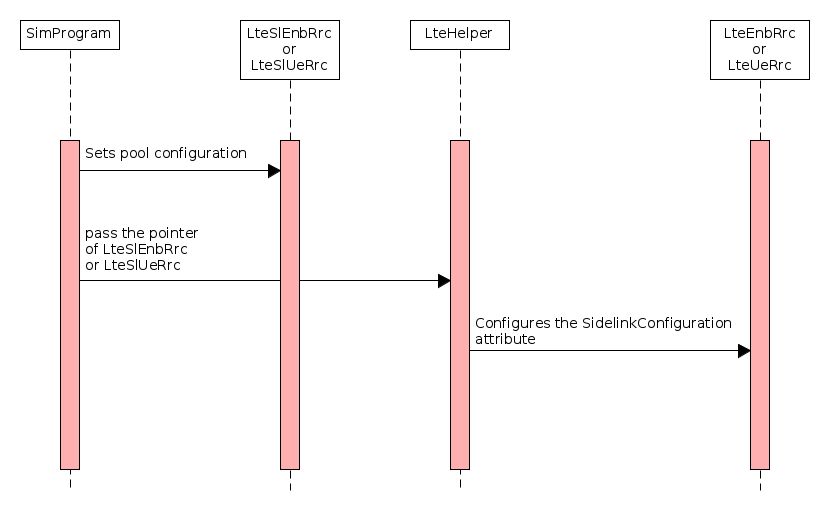 SimProgram
LteSlEnbRrc
or
LteSlUeRrc
LteHelper
LteEnbRrc
or
LteUeRrc
Sets pool configuration
pass the pointer
of LteSlEnbRrc
or LteSlUeRrc
Configures the SidelinkConfiguration
attribute